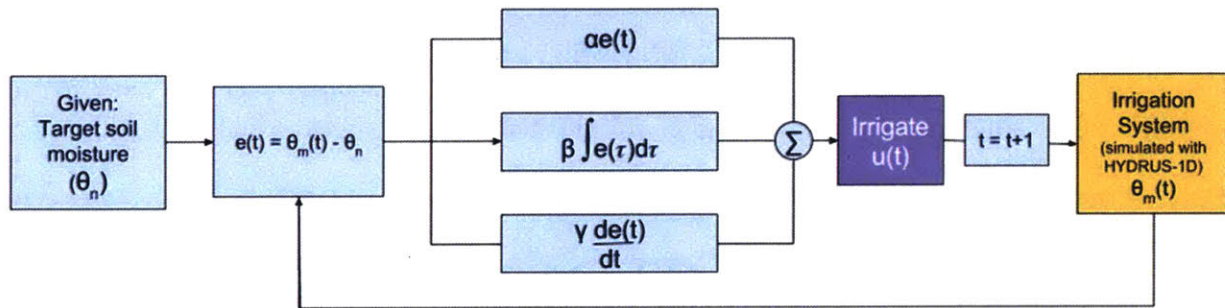 Given:
Target soil
moisture
(θₙ)
e(t) = θₘ(t) - θₙ
αe(t)
β∫e(τ)dτ
γ de(t)
dt
Σ
Irrigate
u(t)
t = t+1
Irrigation
System
(simulated with
HYDRUS-1D)
θₘ(t)